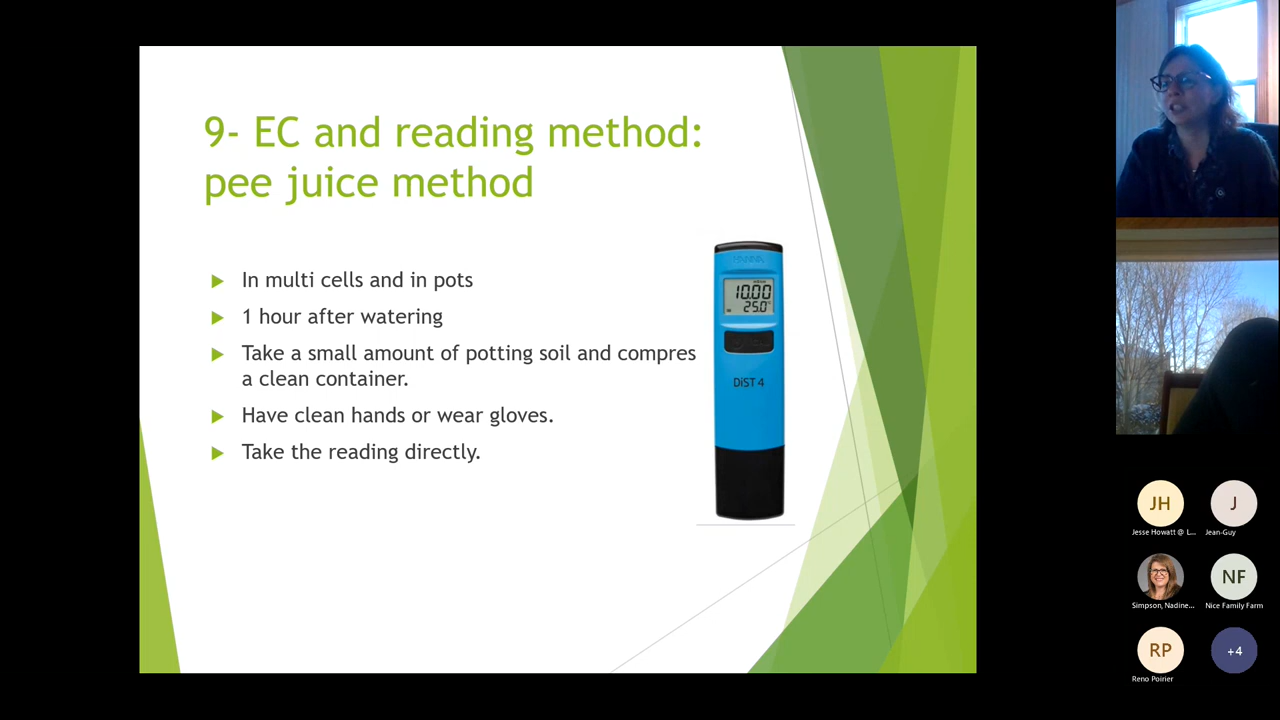 9- EC and reading method:
pee juice method
In multi cells and in pots
1 hour after watering
Take a small amount of potting soil and compres
a clean container.
Have clean hands or wear gloves.
Take the reading directly.
HANNA
10.00
25.0
DiST 4
JH
J
Jesse Howatt @ L...
Jean-Guy
NF
Simpson, Nadine...
Nice Family Farm
RP
+4
Reno Poirier